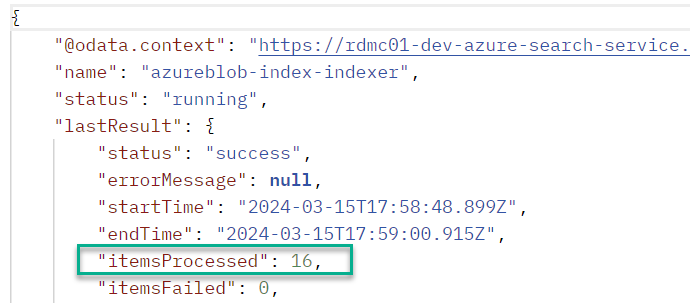 {
"@odata.context": "https://rdmc01-dev-azure-search-service.
"name": "azureblob-index-indexer",
"status": "running",
"lastResult": {
"status": "success",
"errorMessage": null,
"startTime": "2024-03-15T17:58:48.899Z",
"endTime": "2024-03-15T17:59:00.915Z",
"itemsProcessed": 16,
"itemsFailed": 0,